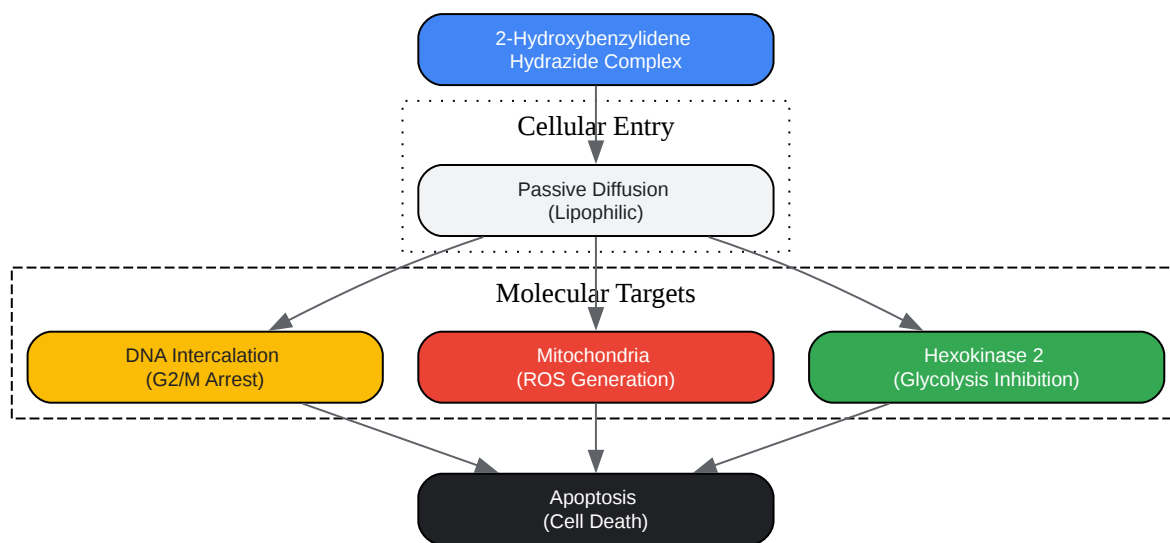 2-Hydroxybenzylidene
Hydrazide Complex
Cellular Entry
Passive Diffusion
(Lipophilic)
Molecular Targets
DNA Intercalation
(G2/M Arrest)
Mitochondria
(ROS Generation)
Hexokinase 2
(Glycolysis Inhibition)
Apoptosis
(Cell Death)